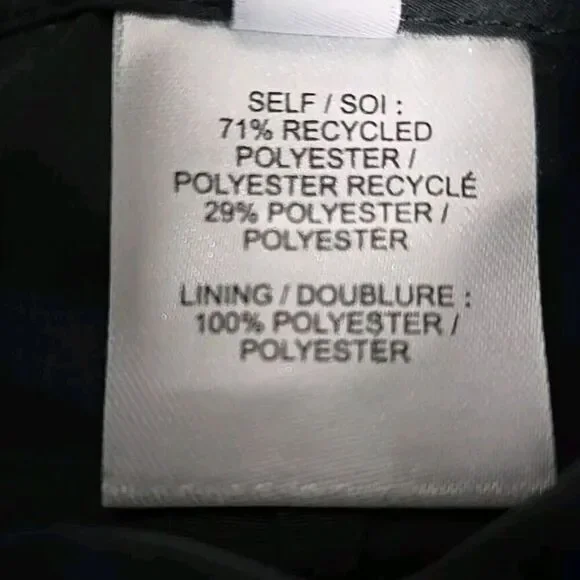 SELF / SOI :
71% RECYCLED
POLYESTER /
POLYESTER RECYCLÉ
29% POLYESTER /
POLYESTER
LINING / DOUBLURE :
100% POLYESTER /
POLYESTER